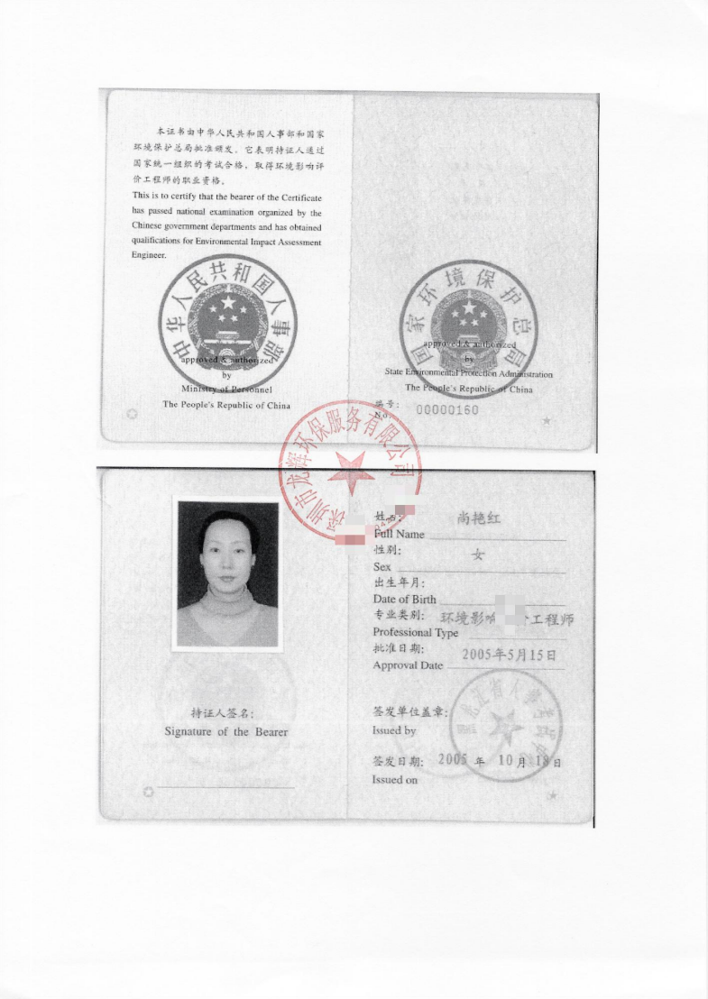 本证书由中华人民共和国人事部和国家
环境保护总局批准颁发。它表明持证人通过
国家统一组织的考试合格，取得环境影响评
价工程师的职业资格。
This is to certify that the bearer of the Certificate
has passed national examination organized by the
Chinese government departments and has obtained
qualifications for Environmental Impact Assessment
Engineer.
中华人民共和国人事部
approved & authorized
by
Ministry of Personnel
The People's Republic of China
国家环境保护总局
approved & authorized
by
State Environmental Protection Administration
The People's Republic of China
编号:
No. 00000160
深圳市龙辉环保服务有限公司
姓名: 尚艳红
Full Name
性别: 女
Sex
出生年月:
Date of Birth
专业类别: 环境影响 工程师
Professional Type
批准日期: 2005年5月15日
Approval Date
持证人签名:
Signature of the Bearer
签发单位盖章:
Issued by
签发日期: 2005 年 10 月 18 日
Issued on